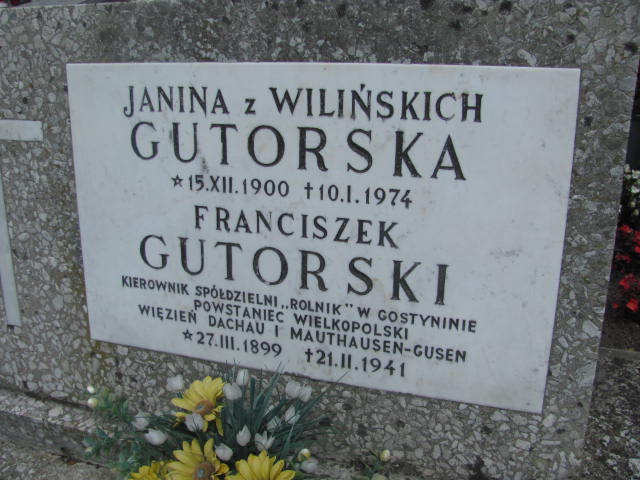 JANINA z WILIŃSKICH
GUTORSKA
☆15.XII.1900 †10.I.1974
FRANCISZEK
GUTORSKI
KIEROWNIK SPÓŁDZIELNI „ROLNIK" W GOSTYNINIE
POWSTANIEC WIELKOPOLSKI
WIĘZIEŃ DACHAU I MAUTHAUSEN-GUSEN
☆27.III.1899 †21.II.1941